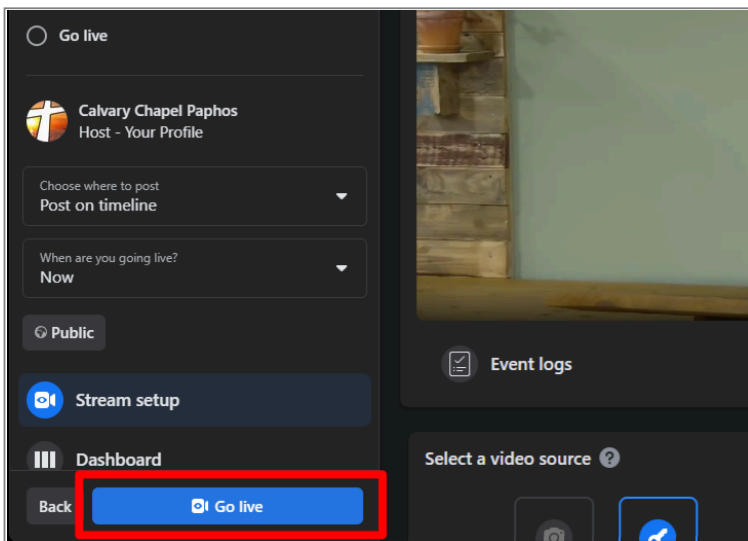 Go live
Calvary Chapel Paphos
Host - Your Profile
Choose where to post
Post on timeline
When are you going live?
Now
Public
Stream setup
Dashboard
Back
Go live
Event logs
Select a video source